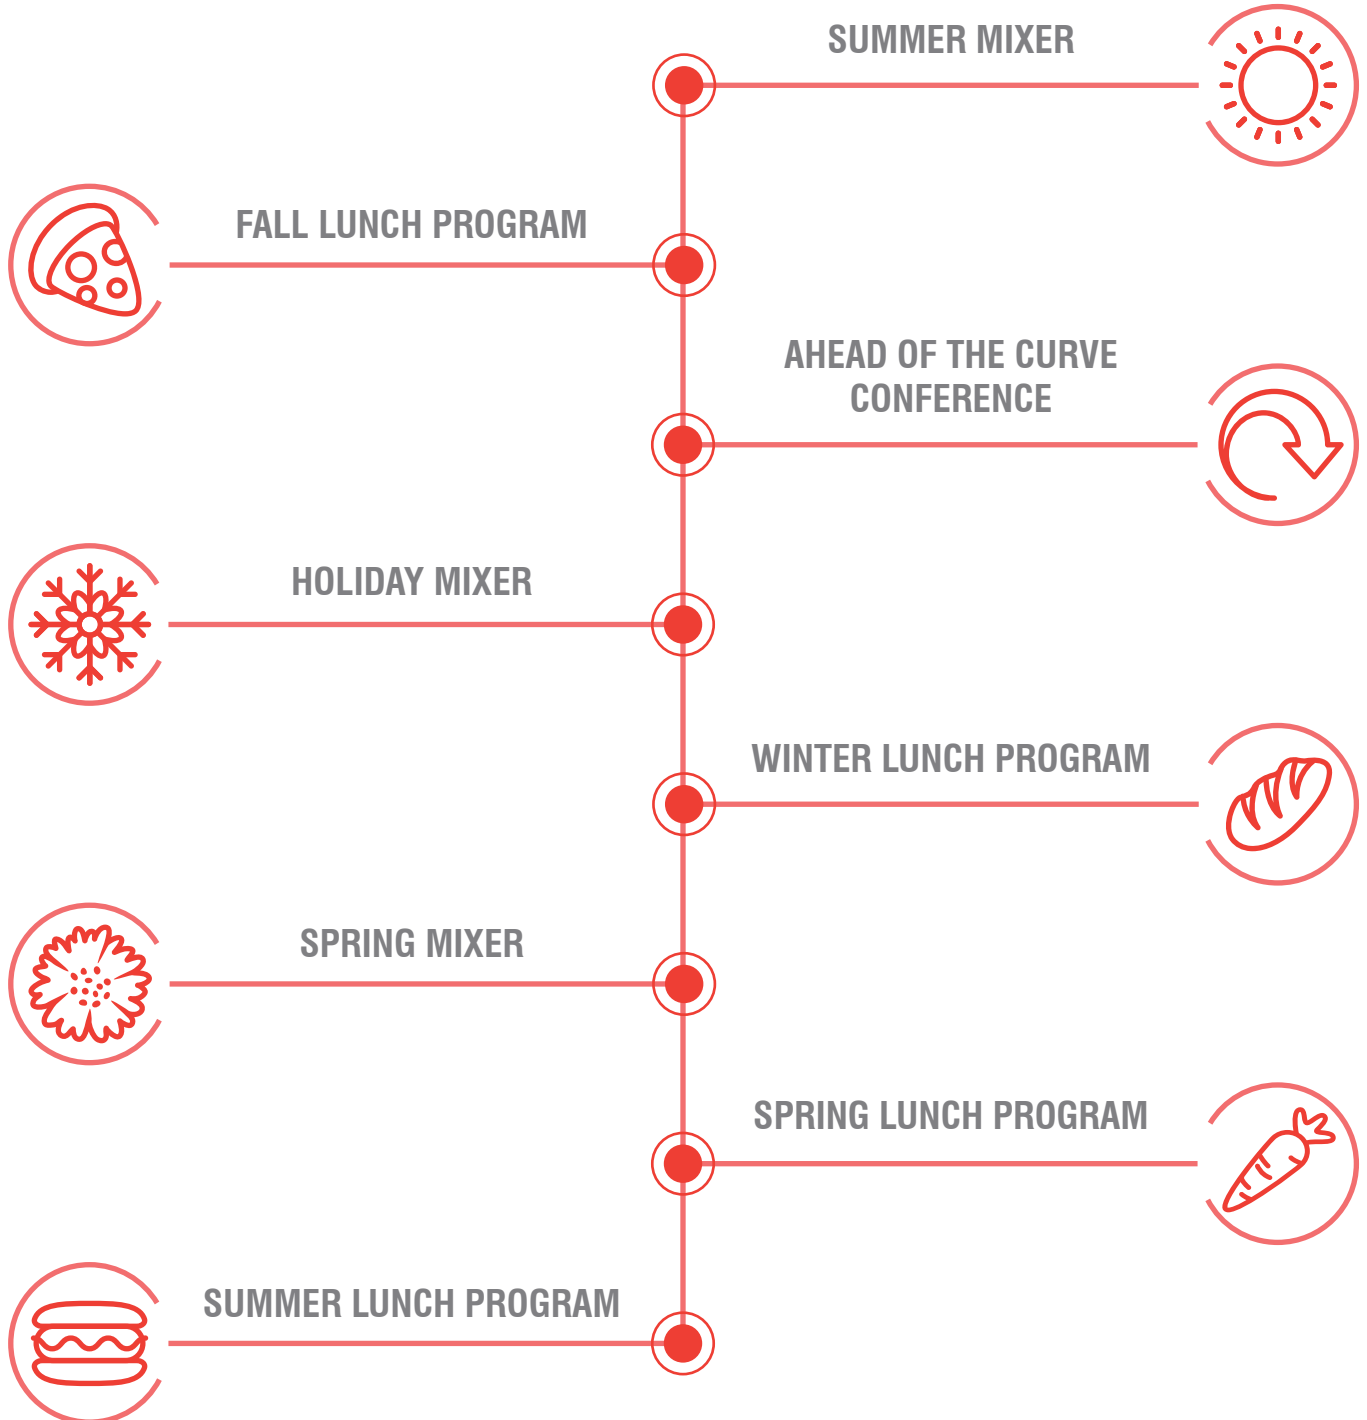 SUMMER MIXER
FALL LUNCH PROGRAM
AHEAD OF THE CURVE
CONFERENCE
HOLIDAY MIXER
WINTER LUNCH PROGRAM
SPRING MIXER
SPRING LUNCH PROGRAM
SUMMER LUNCH PROGRAM